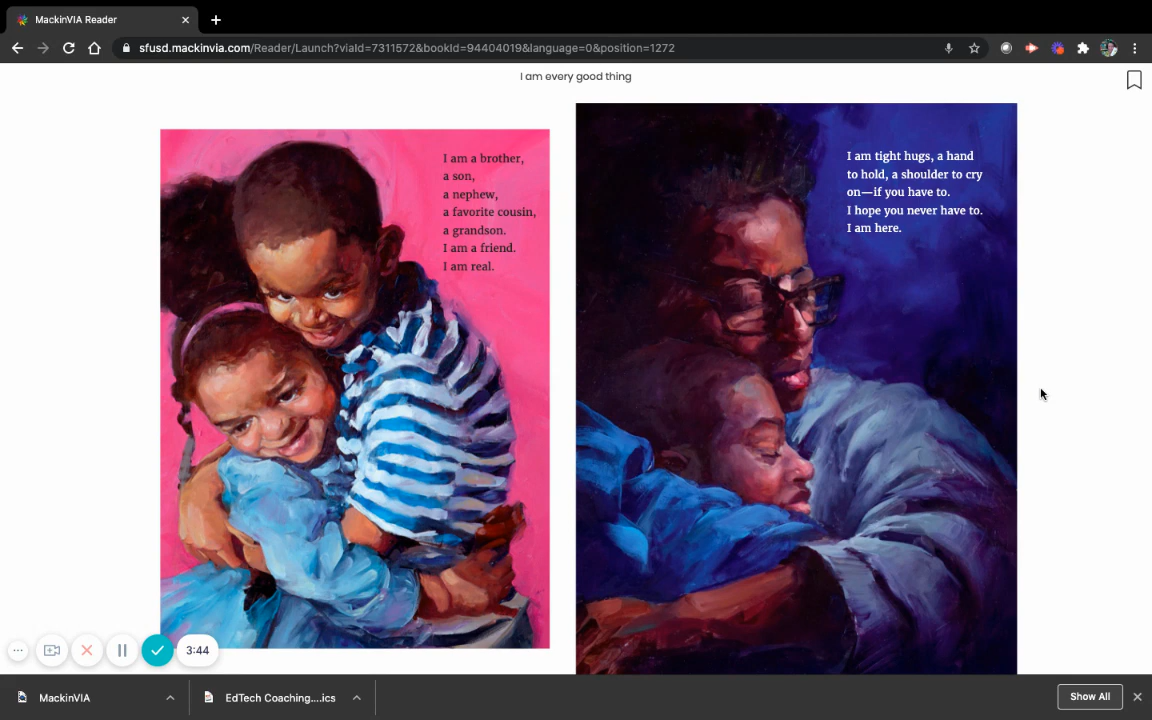 MackinVIA Reader
sfusd.mackinvia.com/Reader/Launch?viaId=7311572&bookId=94404019&language=0&position=1272
I am every good thing
I am a brother,
a son,
a nephew,
a favorite cousin,
a grandson.
I am a friend.
I am real.
I am tight hugs, a hand
to hold, a shoulder to cry
on—if you have to.
I hope you never have to.
I am here.
3:44
MackinVIA
EdTech Coaching....ics
Show All